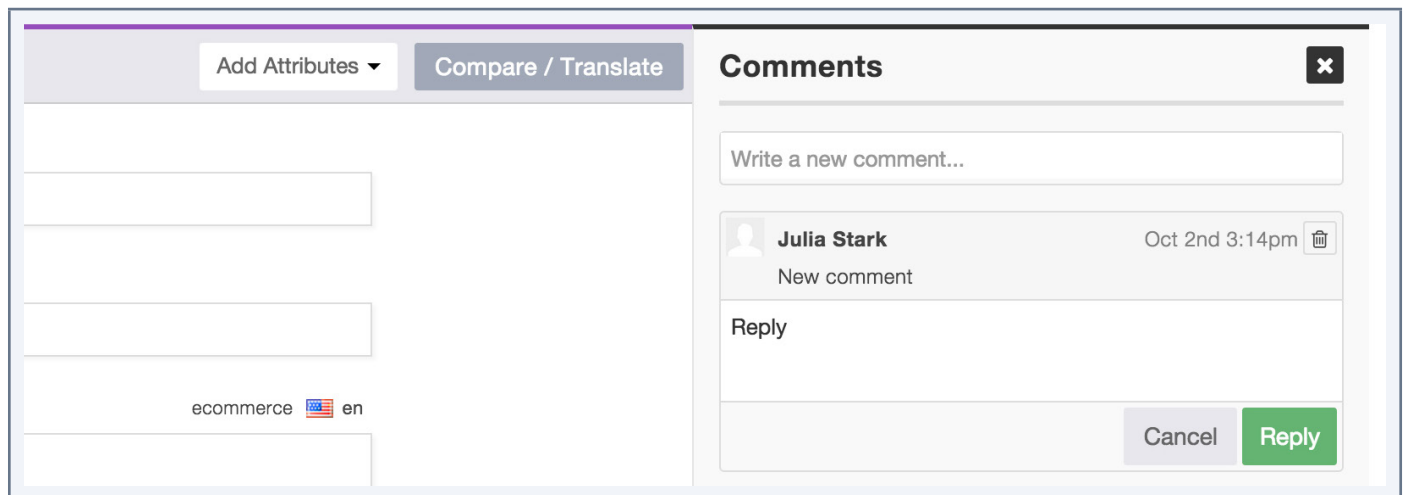 Add Attributes
Compare / Translate
ecommerce en
Comments
Write a new comment...
Julia Stark Oct 2nd 3:14pm
New comment
Reply
Cancel Reply